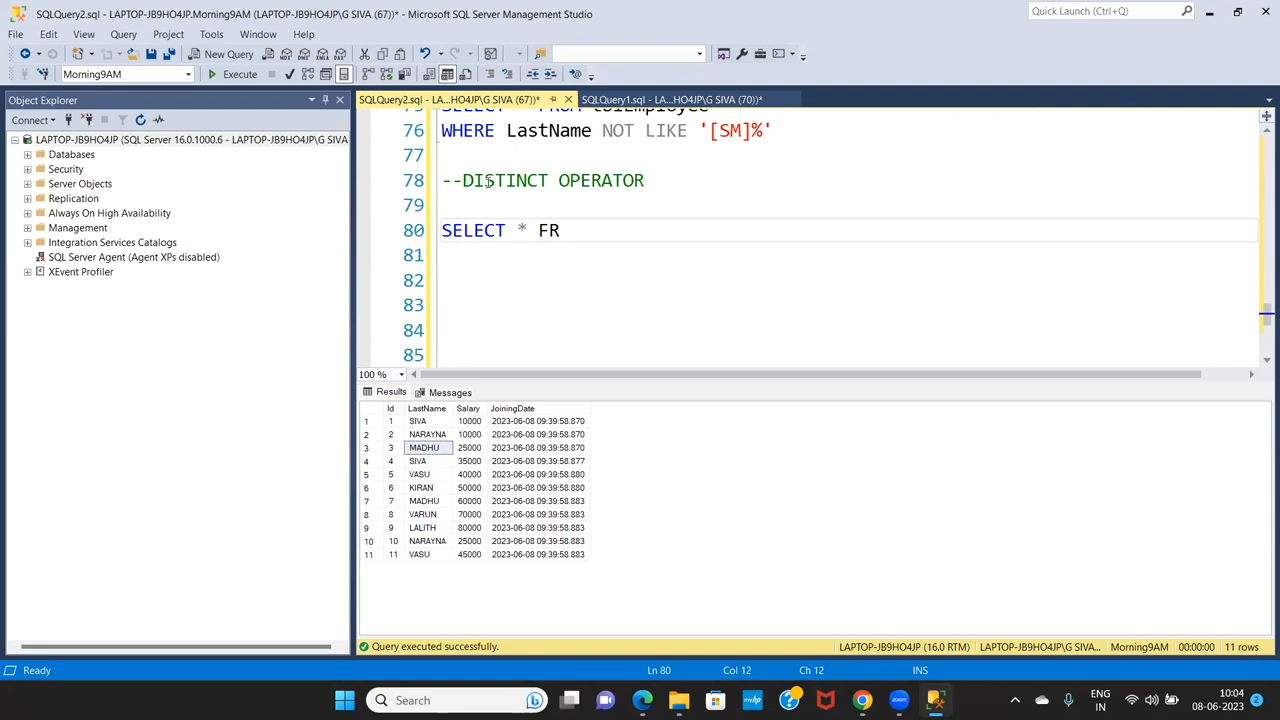 SQLQuery2.sql - LAPTOP-JB9HO4JP.Morning9AM (LAPTOP-JB9HO4JP\G SIVA (67))* - Microsoft SQL Server Management Studio
Quick Launch (Ctrl+Q)
File Edit View Query Project Tools Window Help
New Query
Morning9AM Execute
Object Explorer
SQLQuery2.sql - LA...HO4JP\G SIVA (67))* SQLQuery1.sql - LA...HO4JP\G SIVA (70))*
Connect
LAPTOP-JB9HO4JP (SQL Server 16.0.1000.6 - LAPTOP-JB9HO4JP\G SIVA
Databases
Security
Server Objects
Replication
Always On High Availability
Management
Integration Services Catalogs
SQL Server Agent (Agent XPs disabled)
XEvent Profiler
76 WHERE LastName NOT LIKE '[SM]%'
77
78 --DISTINCT OPERATOR
79
80 SELECT * FR
81
82
83
84
85
100 %
Results Messages
Id LastName Salary JoiningDate
1 1 SIVA 10000 2023-06-08 09:39:58.870
2 2 NARAYNA 10000 2023-06-08 09:39:58.870
3 3 MADHU 25000 2023-06-08 09:39:58.870
4 4 SIVA 35000 2023-06-08 09:39:58.877
5 5 VASU 40000 2023-06-08 09:39:58.880
6 6 KIRAN 50000 2023-06-08 09:39:58.880
7 7 MADHU 60000 2023-06-08 09:39:58.883
8 8 VARUN 70000 2023-06-08 09:39:58.883
9 9 LALITH 80000 2023-06-08 09:39:58.883
10 10 NARAYNA 25000 2023-06-08 09:39:58.883
11 11 VASU 45000 2023-06-08 09:39:58.883
Query executed successfully. LAPTOP-JB9HO4JP (16.0 RTM) LAPTOP-JB9HO4JP\G SIVA... Morning9AM 00:00:00 11 rows
Ready Ln 80 Col 12 Ch 12 INS
Search
ENG
IN
10:04
08-06-2023